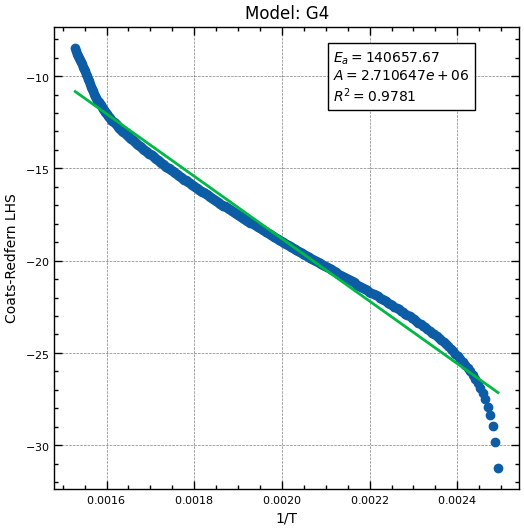 Model: G4
E_a = 140657.67
A = 2.710647e + 06
R^2 = 0.9781
Coats-Redfern LHS
−10
−15
−20
−25
−30
0.0016 0.0018 0.0020 0.0022 0.0024
1/T